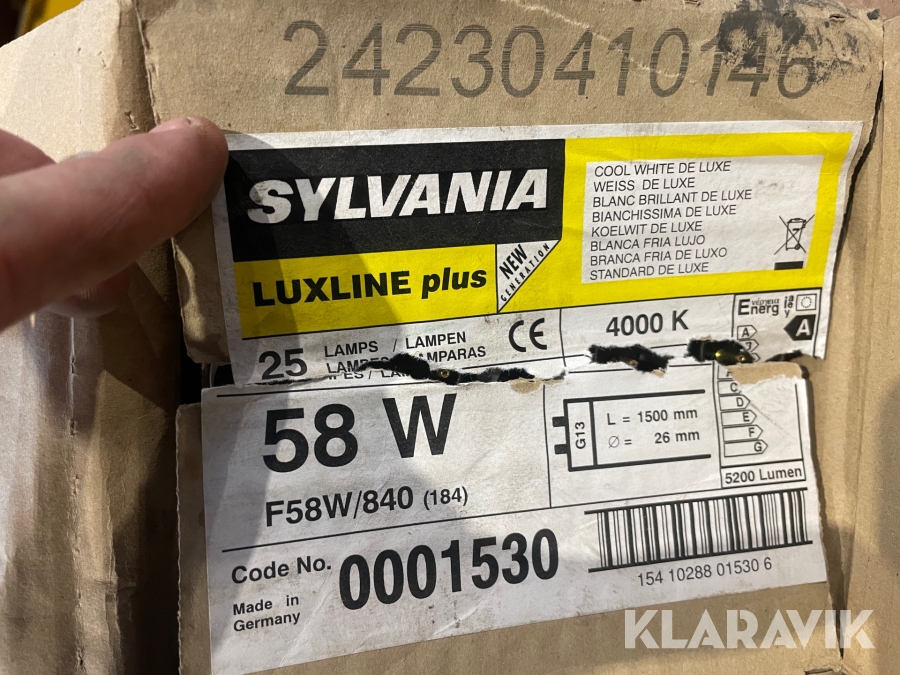 24230410146
SYLVANIA
LUXLINE plus
NEW
GENERATION
COOL WHITE DE LUXE
WEISS DE LUXE
BLANC BRILLANT DE LUXE
BIANCHISSIMA DE LUXE
KOELWIT DE LUXE
BLANCA FRIA LUJO
BRANCA FRIA DE LUXO
STANDARD DE LUXE
25 LAMPS / LAMPEN
LAMPES / LAMPARAS
CE
4000 K
Energ
A
A
C
D
E
F
G
58 W
F58W/840 (184)
G13
L = 1500 mm
Ø = 26 mm
5200 Lumen
Code No. 0001530
Made in
Germany
154 10288 01530 6
KLARAVIK